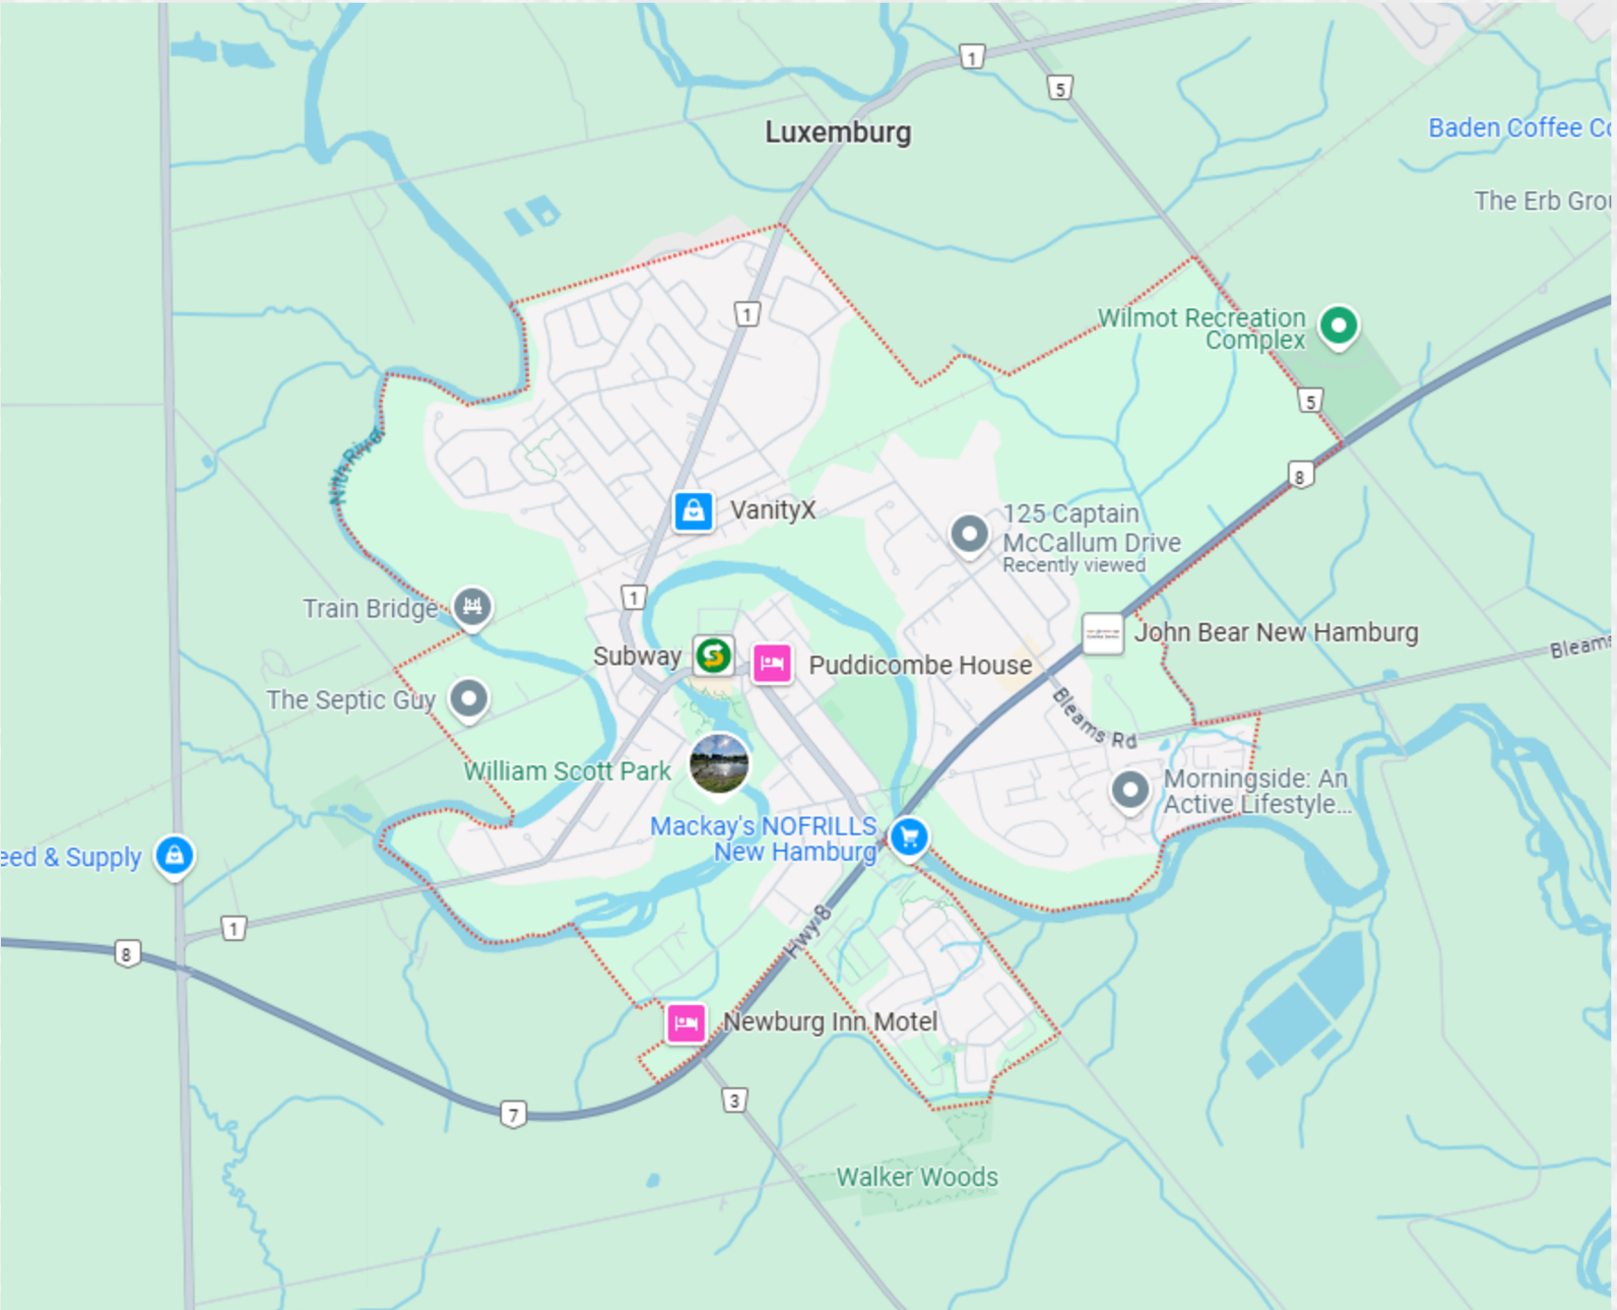 1
5
Luxemburg
Baden Coffee Co
The Erb Grou
Wilmot Recreation
Complex
1
5
Nith River
8
VanityX
125 Captain
McCallum Drive
Recently viewed
Train Bridge
1
John Bear New Hamburg
Subway
Puddicombe House
Bleams
The Septic Guy
Bleams Rd
William Scott Park
Morningside: An
Active Lifestyle...
Mackay's NOFRILLS
New Hamburg
eed & Supply
1
Hwy 8
8
Newburg Inn Motel
3
7
Walker Woods